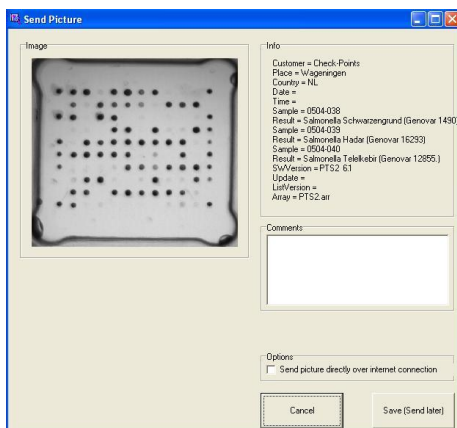 Send Picture
Image
Info
Customer = Check-Points
Place = Wageningen
Country = NL
Date =
Time =
Sample = 0504-038
Result = Salmonella Schwarzengrund (Genovar 1490
Sample = 0504-039
Result = Salmonella Hadar (Genovar 16293)
Sample = 0504-040
Result = Salmonella Telelkebir (Genovar 12855.)
SWVersion = PTS2 6.1
Update =
ListVersion =
Array = PTS2.arr
Comments
Options
Send picture directly over internet connection
Cancel
Save (Send later)